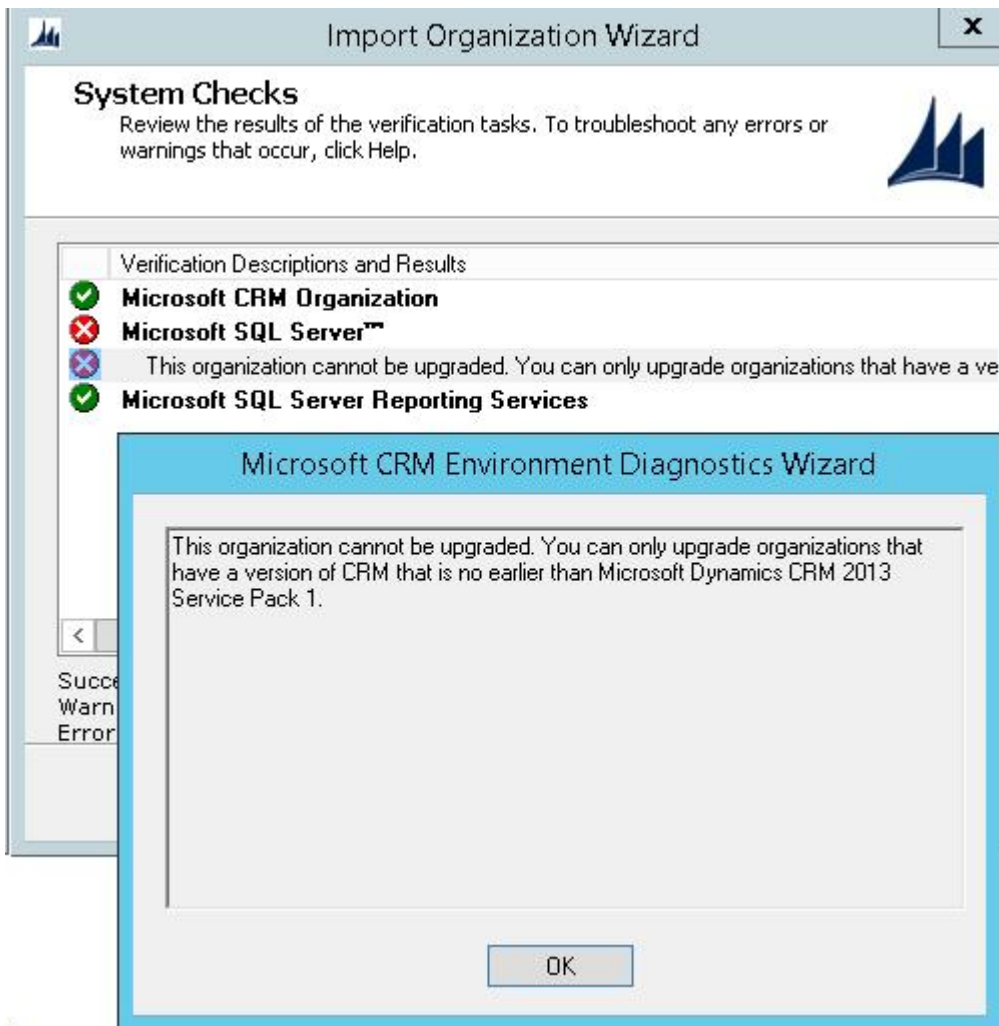 Import Organization Wizard
x
System Checks
Review the results of the verification tasks. To troubleshoot any errors or
warnings that occur, click Help.
Verification Descriptions and Results
Microsoft CRM Organization
Microsoft SQL Server™
This organization cannot be upgraded. You can only upgrade organizations that have a ve
Microsoft SQL Server Reporting Services
Microsoft CRM Environment Diagnostics Wizard
This organization cannot be upgraded. You can only upgrade organizations that
have a version of CRM that is no earlier than Microsoft Dynamics CRM 2013
Service Pack 1.
<
Succe
Warn
Error
OK